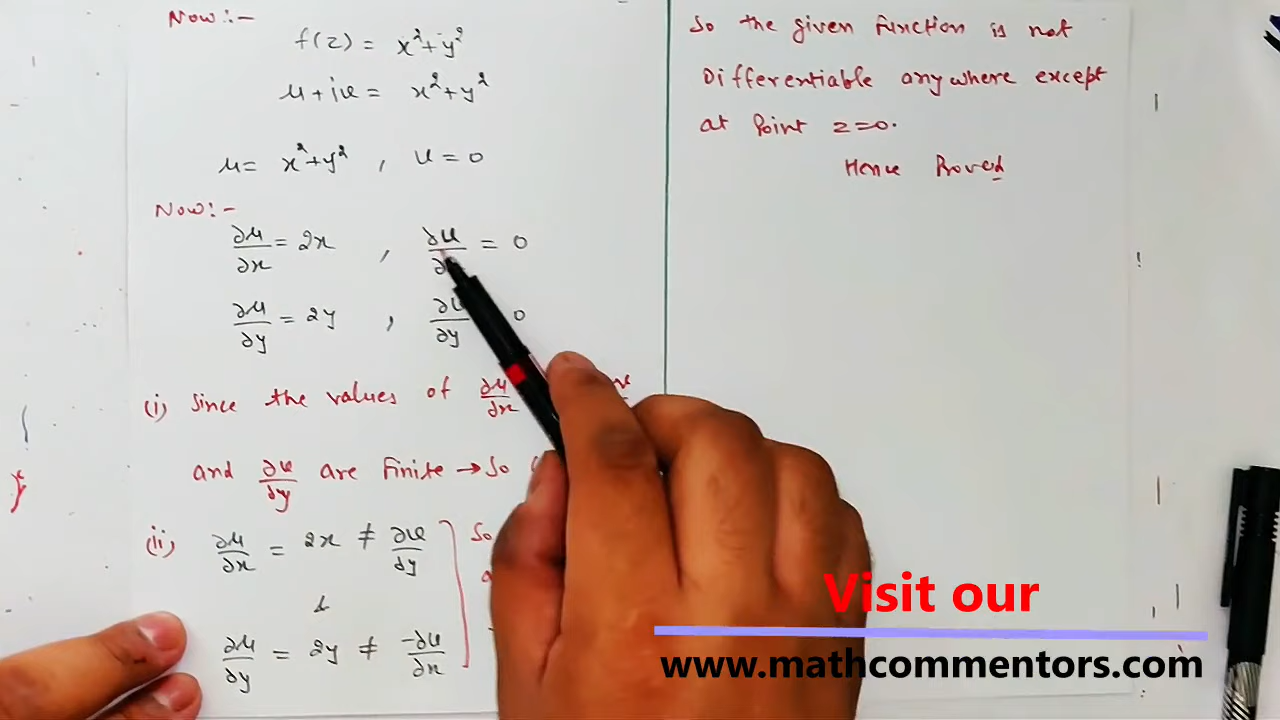 Now:-
f(z) = x²+y²
u+iv = x²+y²
u = x²+y² , v = 0
Now:-
∂u/∂x = 2x , ∂v/ = 0
∂u/∂y = 2y , ∂v/∂y 0
(i) Since the values of ∂u/∂x
and ∂v/∂y are Finite → So
(ii) ∂u/∂x = 2x ≠ ∂v/∂y So
&
∂u/∂y = 2y ≠ -∂v/∂x
So the given Function is not
Differentiable anywhere except
at Point z=0.
Hence Proved
Visit our
www.mathcommentors.com